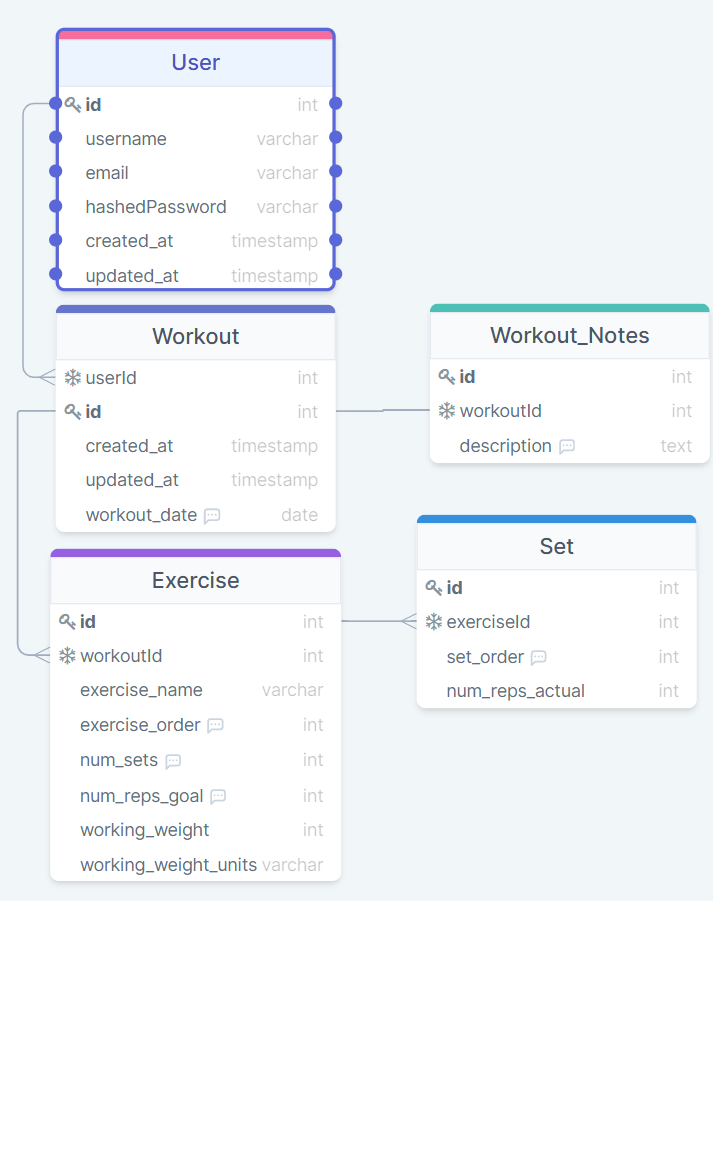 User
id int
username varchar
email varchar
hashedPassword varchar
created_at timestamp
updated_at timestamp
Workout
userId int
id int
created_at timestamp
updated_at timestamp
workout_date date
Workout_Notes
id int
workoutId int
description text
Exercise
id int
workoutId int
exercise_name varchar
exercise_order int
num_sets int
num_reps_goal int
working_weight int
working_weight_units varchar
Set
id int
exerciseId int
set_order int
num_reps_actual int